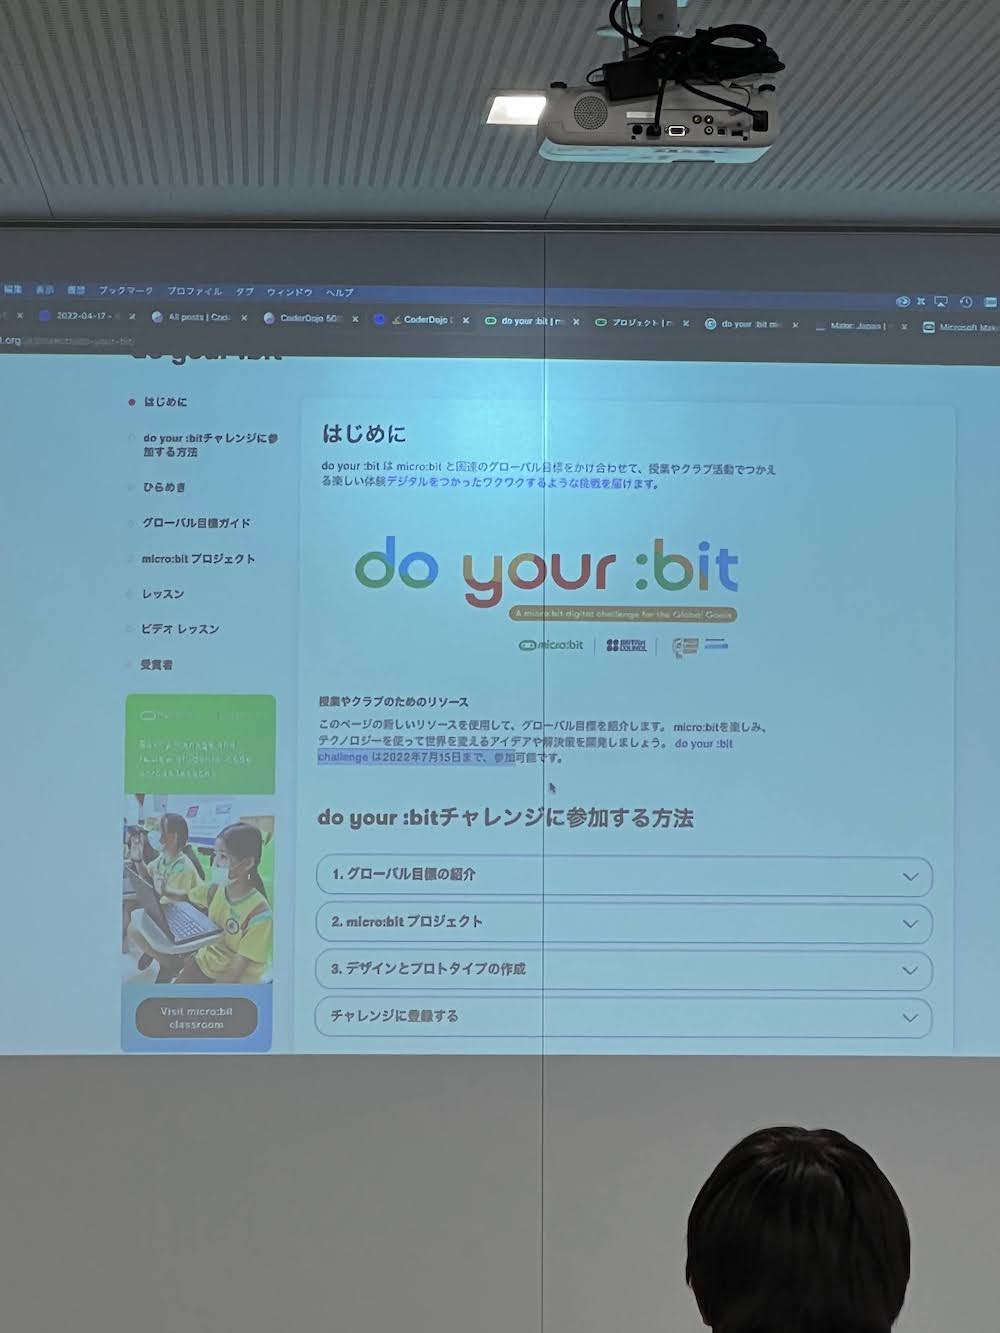 編集 表示 履歴 ブックマーク プロファイル タブ ウィンドウ ヘルプ
2022-04-17 - All posts | Code CoderDojo 50 CoderDojo do your :bit | m プロジェクト | m do your :bit mi Maker Japan | Microsoft Mak
do your :bit
はじめに
do your :bitチャレンジに参
加する方法
ひらめき
グローバル目標ガイド
micro:bit プロジェクト
レッスン
ビデオ レッスン
受賞者
Visit micro:bit
classroom
はじめに
do your :bit は micro:bit と国連のグローバル目標をかけ合わせて、授業やクラブ活動でつかえ
る楽しい体験デジタルをつかったワクワクするような挑戦を届けます。
do your :bit
A micro:bit digital challenge for the Global Goals
micro:bit BRITISH COUNCIL
授業やクラブのためのリソース
このページの新しいリソースを使用して、グローバル目標を紹介します。 micro:bitを楽しみ、
テクノロジーを使って世界を変えるアイデアや解決策を開発しましょう。 do your :bit
challenge は2022年7月15日まで、参加可能です。
do your :bitチャレンジに参加する方法
1. グローバル目標の紹介
2. micro:bit プロジェクト
3. デザインとプロトタイプの作成
チャレンジに登録する